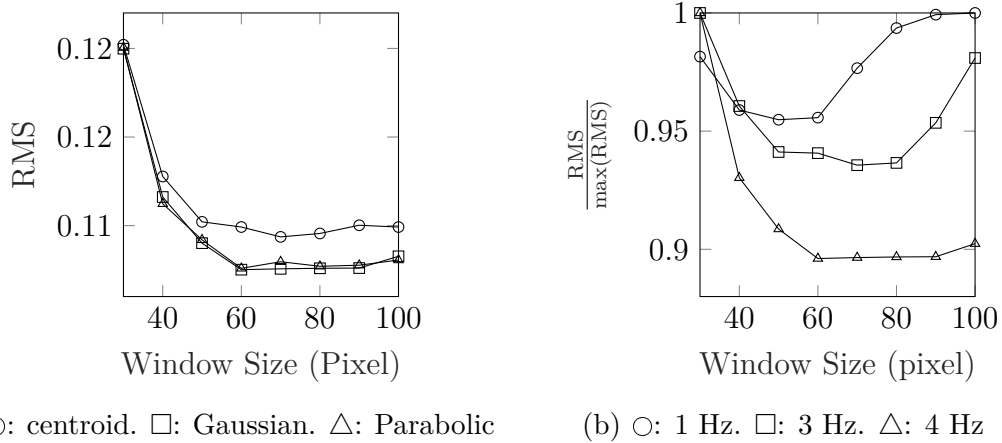 0.12
0.12
0.11
RMS
40 60 80 100
Window Size (Pixel)
: centroid. □: Gaussian. △: Parabolic
1
0.95
0.9
RMS
max(RMS)
40 60 80 100
Window Size (pixel)
(b) ○: 1 Hz. □: 3 Hz. △: 4 Hz